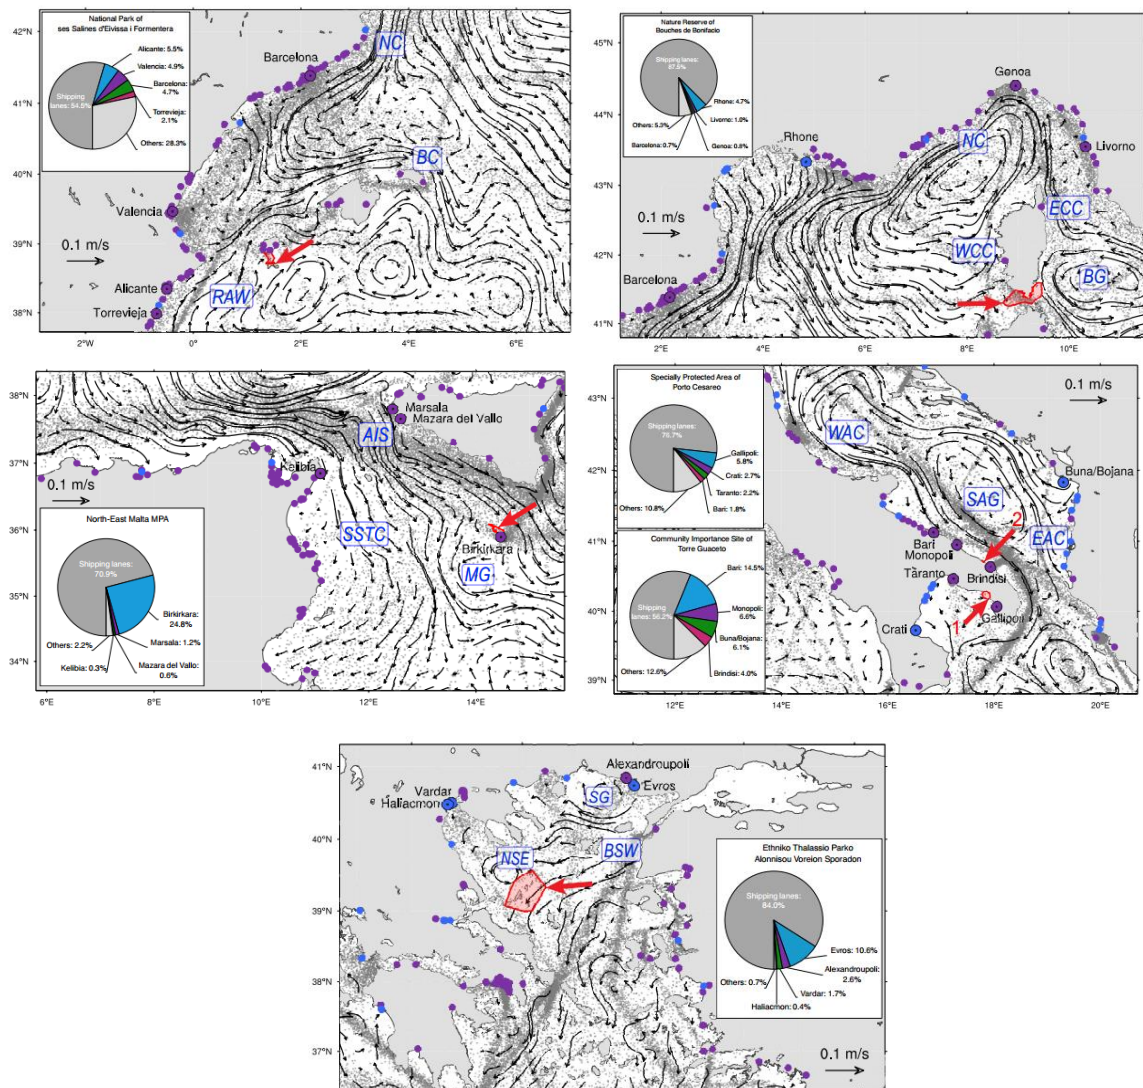 National Park of
ses Salines d'Eivissa i Formentera
Alicante: 5.5%
Valencia: 4.9%
Barcelona:
4.7%
Torrevieja:
2.1%
Shipping
lanes: 54.5%
Others: 28.3%
42°N
41°N
40°N
39°N
38°N
2°W
0°E
2°E
4°E
6°E
Barcelona
Valencia
Alicante
Torrevieja
NC
BC
RAW
0.1 m/s
Nature Reserve of
Bouches de Bonifacio
Shipping lanes:
87.5%
Rhone: 4.7%
Livorno: 1.0%
Others: 5.3%
Barcelona: 0.7%
Genoa: 0.8%
45°N
44°N
43°N
42°N
41°N
2°E
4°E
6°E
8°E
10°E
Genoa
Rhone
Livorno
Barcelona
NC
ECC
WCC
BG
0.1 m/s
38°N
37°N
36°N
35°N
34°N
6°E
8°E
10°E
12°E
14°E
Marsala
Mazara del Vallo
Kelibia
Birkirkara
AIS
SSTC
MG
0.1 m/s
North-East Malta MPA
Shipping lanes:
70.9%
Birkirkara:
24.8%
Others: 2.2%
Marsala: 1.2%
Kelibia: 0.3%
Mazara del Vallo:
0.6%
Specially Protected Area of
Porto Cesareo
Shipping lanes:
76.7%
Gallipoli:
5.8%
Crati: 2.7%
Taranto: 2.2%
Others: 10.8%
Bari: 1.8%
Community Importance Site of
Torre Guaceto
Bari: 14.5%
Shipping
lanes: 56.2%
Monopoli:
6.6%
Buna/Bojana:
6.1%
Others: 12.6%
Brindisi: 4.0%
43°N
42°N
41°N
40°N
39°N
12°E
14°E
16°E
18°E
20°E
0.1 m/s
WAC
SAG
EAC
Buna/Bojana
Bari
Monopoli
Taranto
Brindisi
Gallipoli
Crati
2
1
41°N
40°N
39°N
38°N
37°N
Alexandroupoli
Evros
Vardar
Haliacmon
SG
BSW
NSE
Ethniko Thalassio Parko
Alonnisou Voreion Sporadon
Shipping lanes:
84.0%
Evros: 10.6%
Alexandroupoli:
2.6%
Others: 0.7%
Vardar: 1.7%
Haliacmon: 0.4%
0.1 m/s